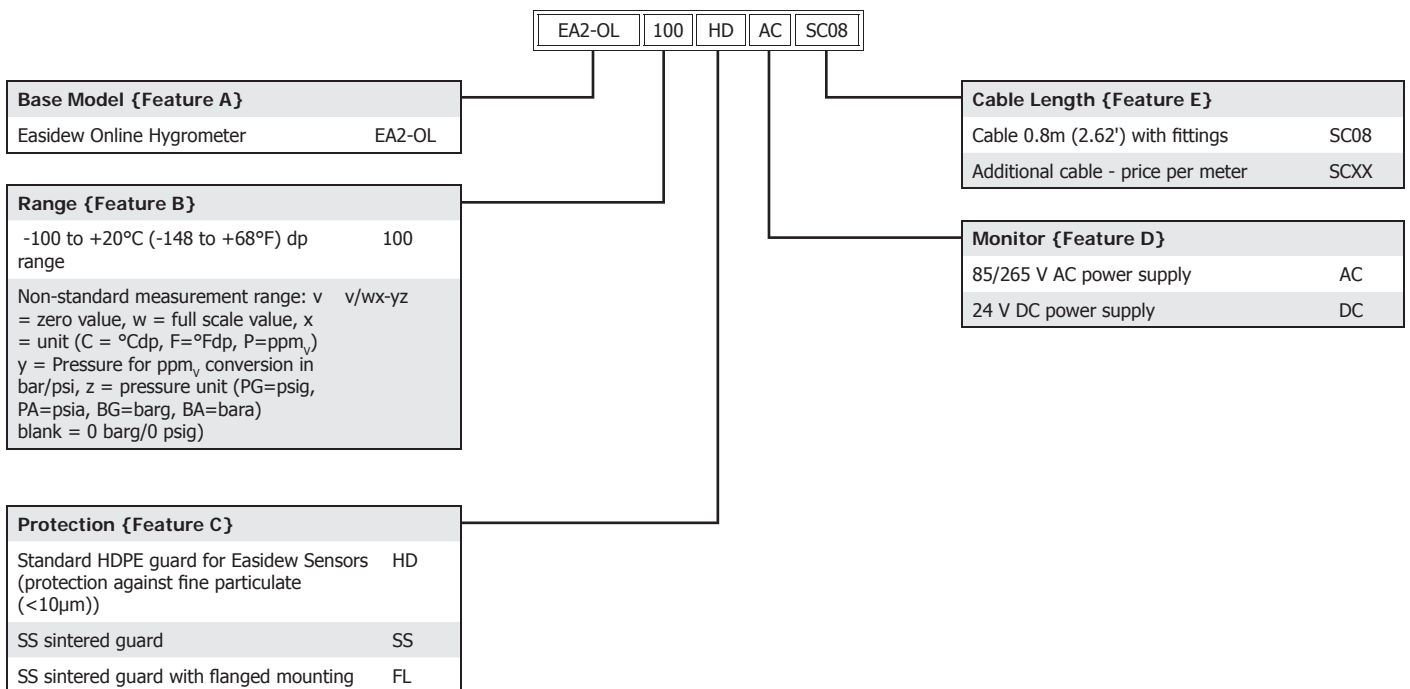 EA2-OL 100 HD AC SC08
Base Model {Feature A}
Easidew Online Hygrometer EA2-OL
Range {Feature B}
-100 to +20°C (-148 to +68°F) dp 100
range
Non-standard measurement range: v v/wx-yz
= zero value, w = full scale value, x
= unit (C = °Cdp, F=°Fdp, P=ppmV)
y = Pressure for ppmV conversion in
bar/psi, z = pressure unit (PG=psig,
PA=psia, BG=barg, BA=bara)
blank = 0 barg/0 psig)
Protection {Feature C}
Standard HDPE guard for Easidew Sensors HD
(protection against fine particulate
(<10µm))
SS sintered guard SS
SS sintered guard with flanged mounting FL
Cable Length {Feature E}
Cable 0.8m (2.62') with fittings SC08
Additional cable - price per meter SCXX
Monitor {Feature D}
85/265 V AC power supply AC
24 V DC power supply DC